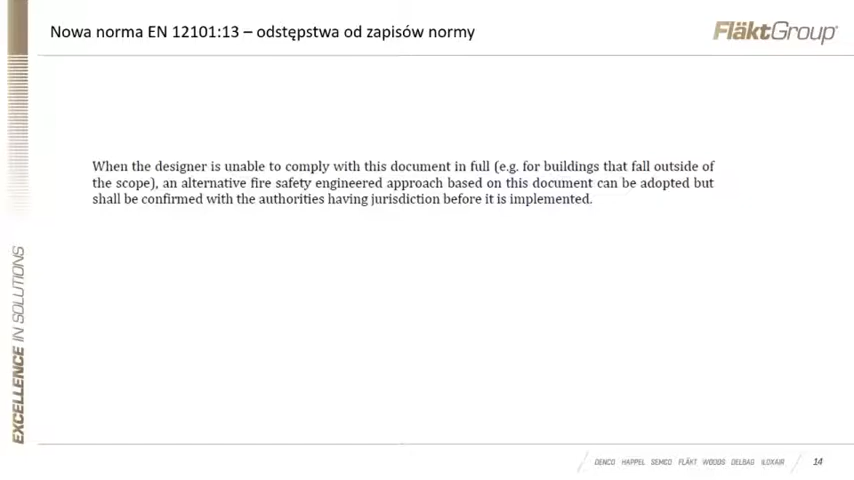 Nowa norma EN 12101:13 – odstępstwa od zapisów normy
FläktGroup
When the designer is unable to comply with this document in full (e.g. for buildings that fall outside of
the scope), an alternative fire safety engineered approach based on this document can be adopted but
shall be confirmed with the authorities having jurisdiction before it is implemented.
EXCELLENCE IN SOLUTIONS
DENCO HAPPEL SEMCO FLÄKT WOODS DELBAG ILOXAIR
14